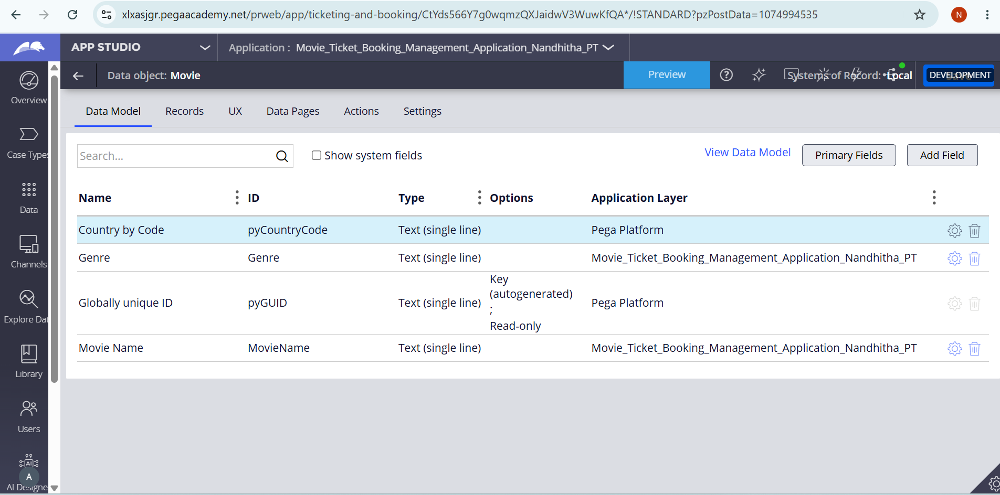 xlxasjgr.pegaacademy.net/prweb/app/ticketing-and-booking/CtYds566Y7g0wqmzQXJaidwV3WuwKfQA*/!STANDARD?pzPostData=1074994535
N
APP STUDIO
Application : Movie_Ticket_Booking_Management_Application_Nandhitha_PT
Data object: Movie
Preview
Systems of Record: Local
DEVELOPMENT
Overview
Case Types
Data
Channels
Explore Dat
Library
Users
AI
A
AI Designe
Data Model Records UX Data Pages Actions Settings
Search...
Show system fields
View Data Model
Primary Fields
Add Field
Name ID Type Options Application Layer
Country by Code pyCountryCode Text (single line) Pega Platform
Genre Genre Text (single line) Movie_Ticket_Booking_Management_Application_Nandhitha_PT
Key
(autogenerated)
Globally unique ID pyGUID Text (single line) ; Pega Platform
Read-only
Movie Name MovieName Text (single line) Movie_Ticket_Booking_Management_Application_Nandhitha_PT